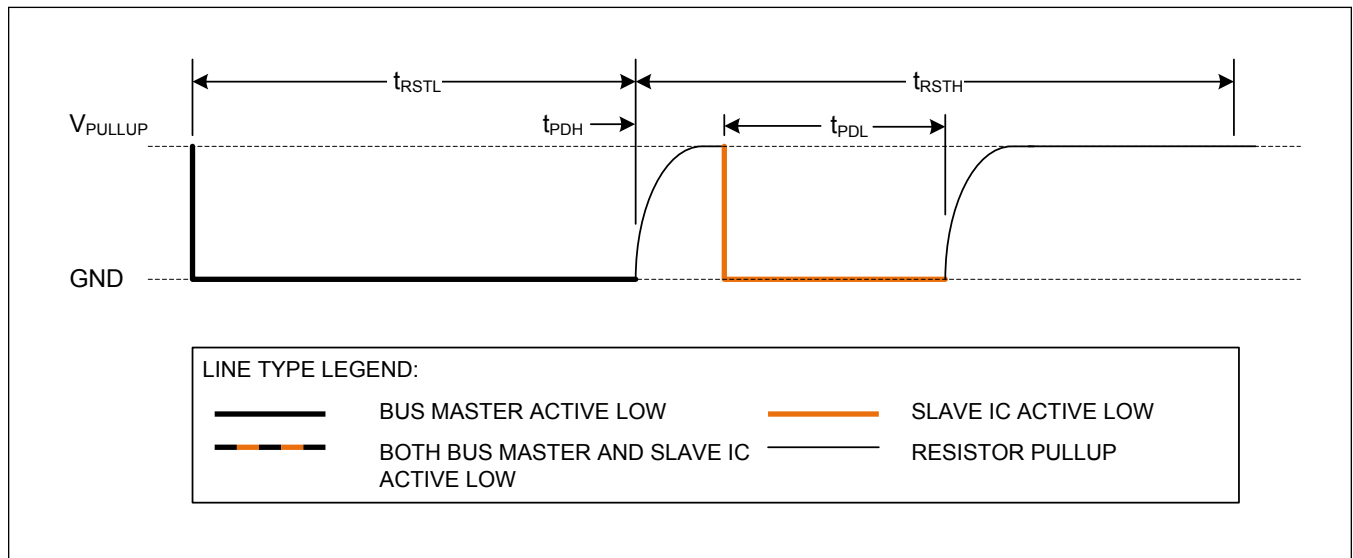 tRSTL
tRSTH
VPULLUP
tPDH
tPDL
GND
LINE TYPE LEGEND:
BUS MASTER ACTIVE LOW
SLAVE IC ACTIVE LOW
BOTH BUS MASTER AND SLAVE IC
ACTIVE LOW
RESISTOR PULLUP